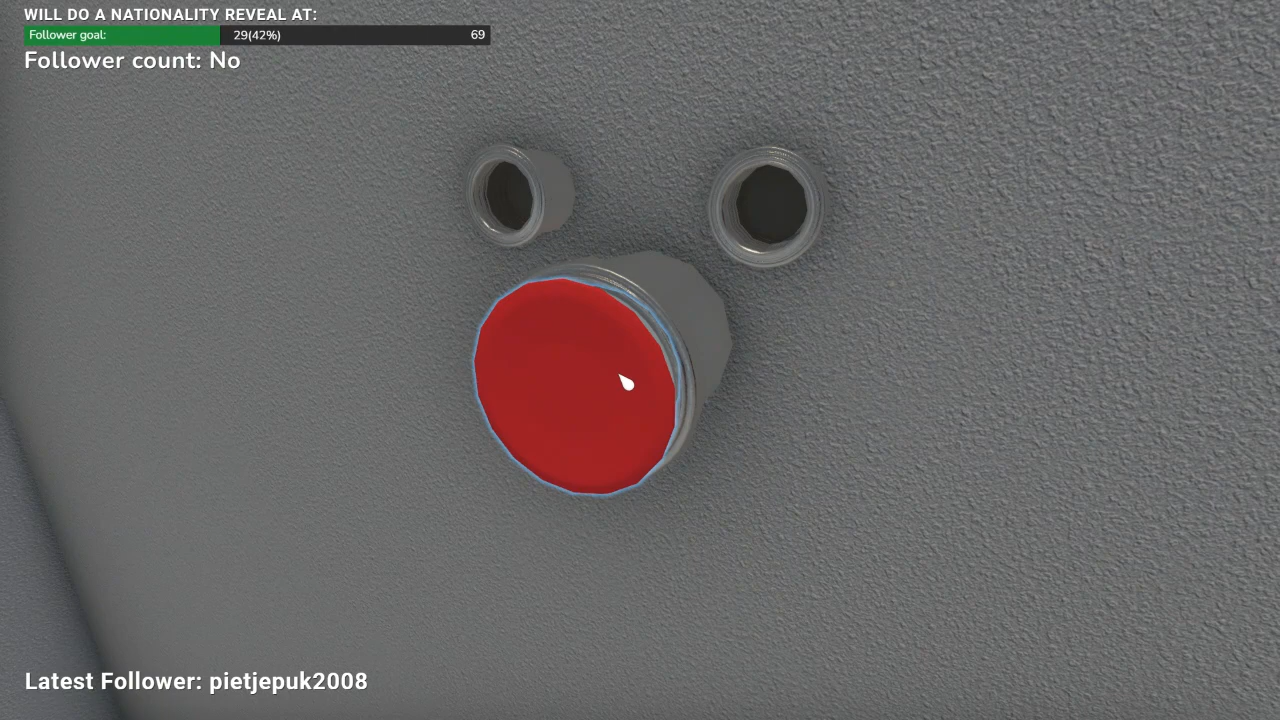 WILL DO A NATIONALITY REVEAL AT:
Follower goal: 29(42%) 69
Follower count: No
Latest Follower: pietjepuk2008